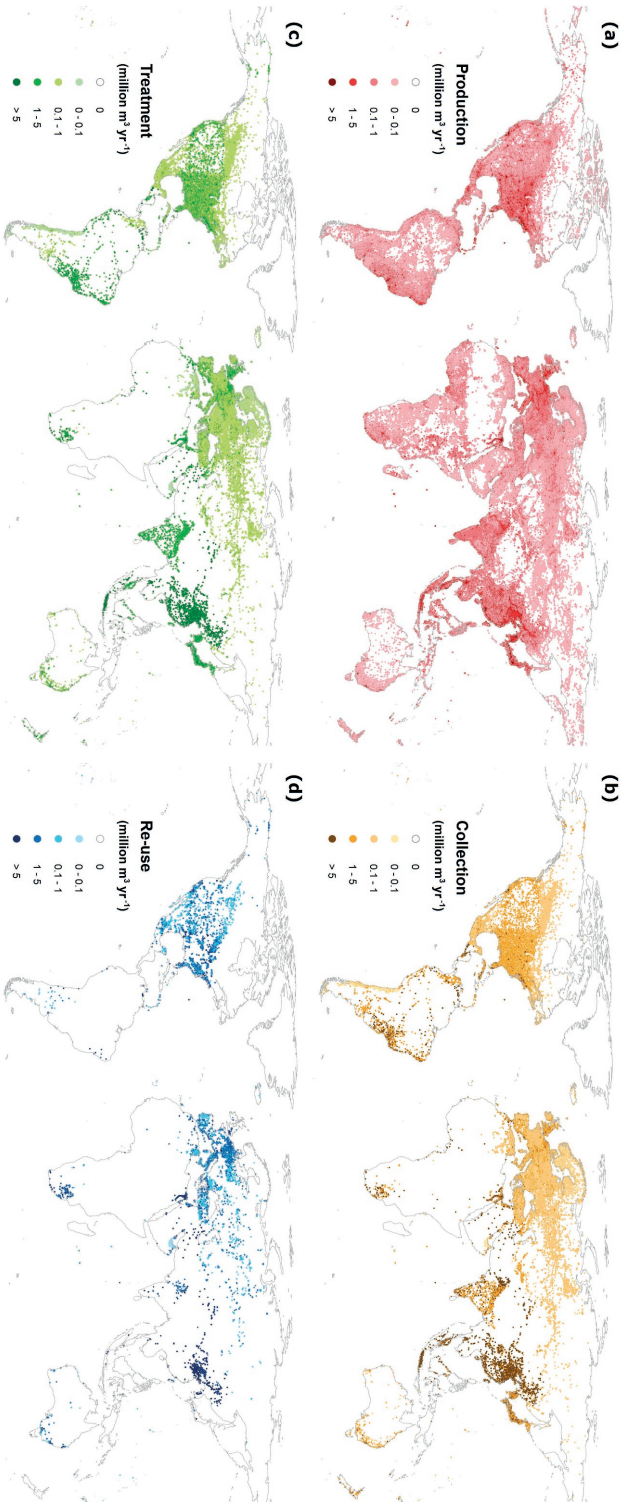 (a)
Production
(million m³ yr⁻¹)
0
0 - 0.1
0.1 - 1
1 - 5
> 5
(b)
Collection
(million m³ yr⁻¹)
0
0 - 0.1
0.1 - 1
1 - 5
> 5
(c)
Treatment
(million m³ yr⁻¹)
0
0 - 0.1
0.1 - 1
1 - 5
> 5
(d)
Re-use
(million m³ yr⁻¹)
0
0 - 0.1
0.1 - 1
1 - 5
> 5